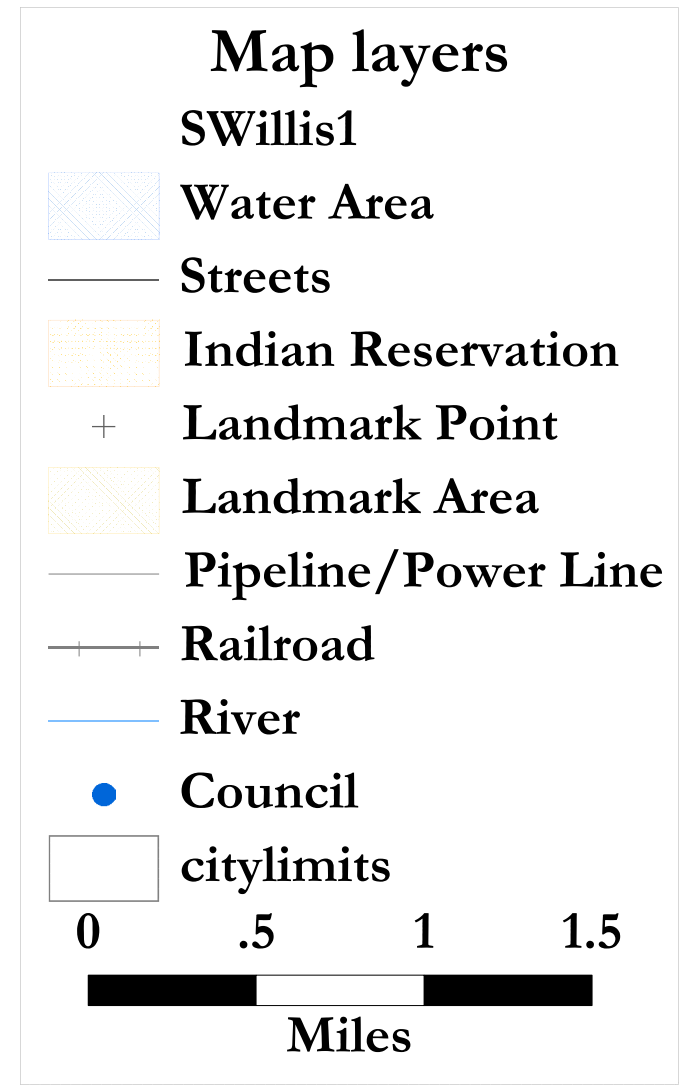 Map layers
SWillis1
Water Area
Streets
Indian Reservation
Landmark Point
Landmark Area
Pipeline/Power Line
Railroad
River
Council
citylimits
0 .5 1 1.5
Miles